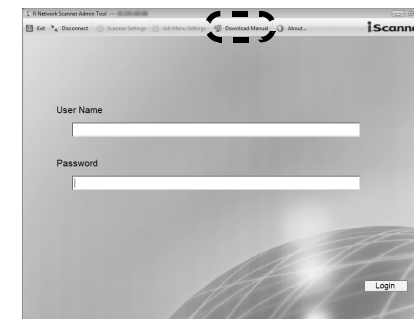 fi Network Scanner Admin Tool ---
Exit Disconnect Scanner Settings Job Menu Settings Download Manual About... iScanne
User Name
Password
Login